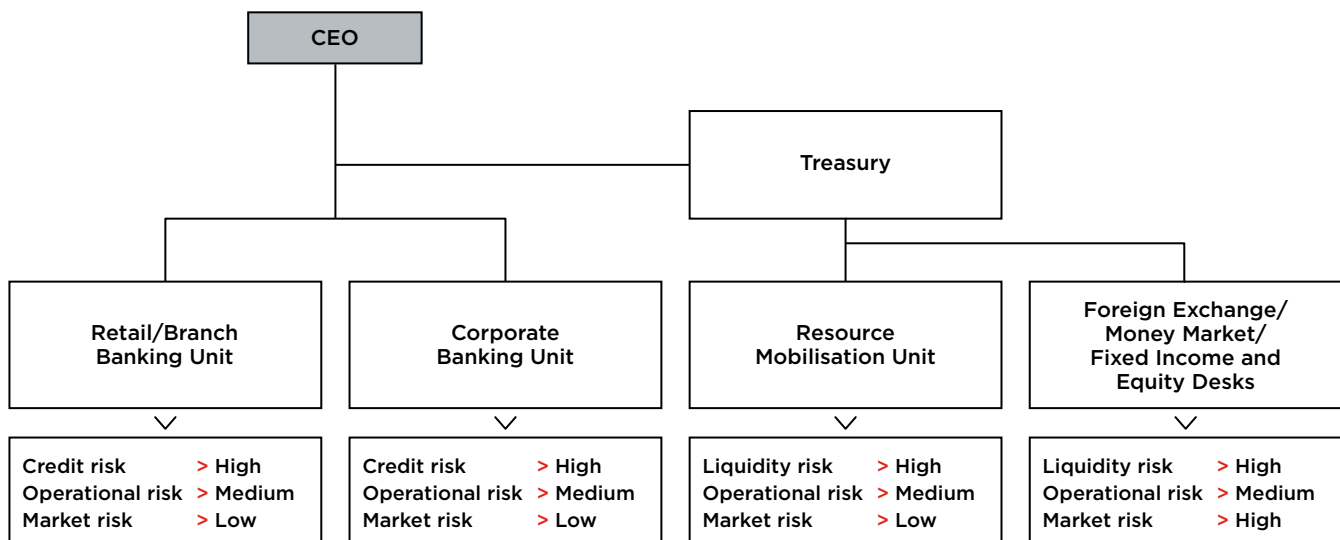 CEO
Treasury
Retail/Branch
Banking Unit
Corporate
Banking Unit
Resource
Mobilisation Unit
Foreign Exchange/
Money Market/
Fixed Income and
Equity Desks
Credit risk > High
Operational risk > Medium
Market risk > Low
Credit risk > High
Operational risk > Medium
Market risk > Low
Liquidity risk > High
Operational risk > Medium
Market risk > Low
Liquidity risk > High
Operational risk > Medium
Market risk > High